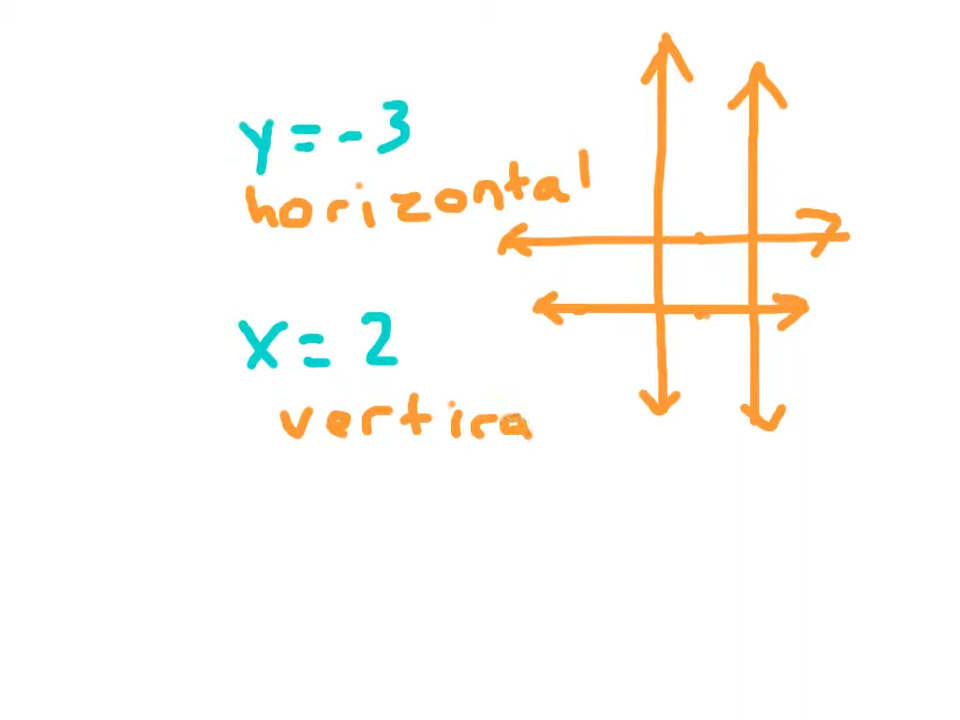 y = -3
horizontal
x = 2
vertica